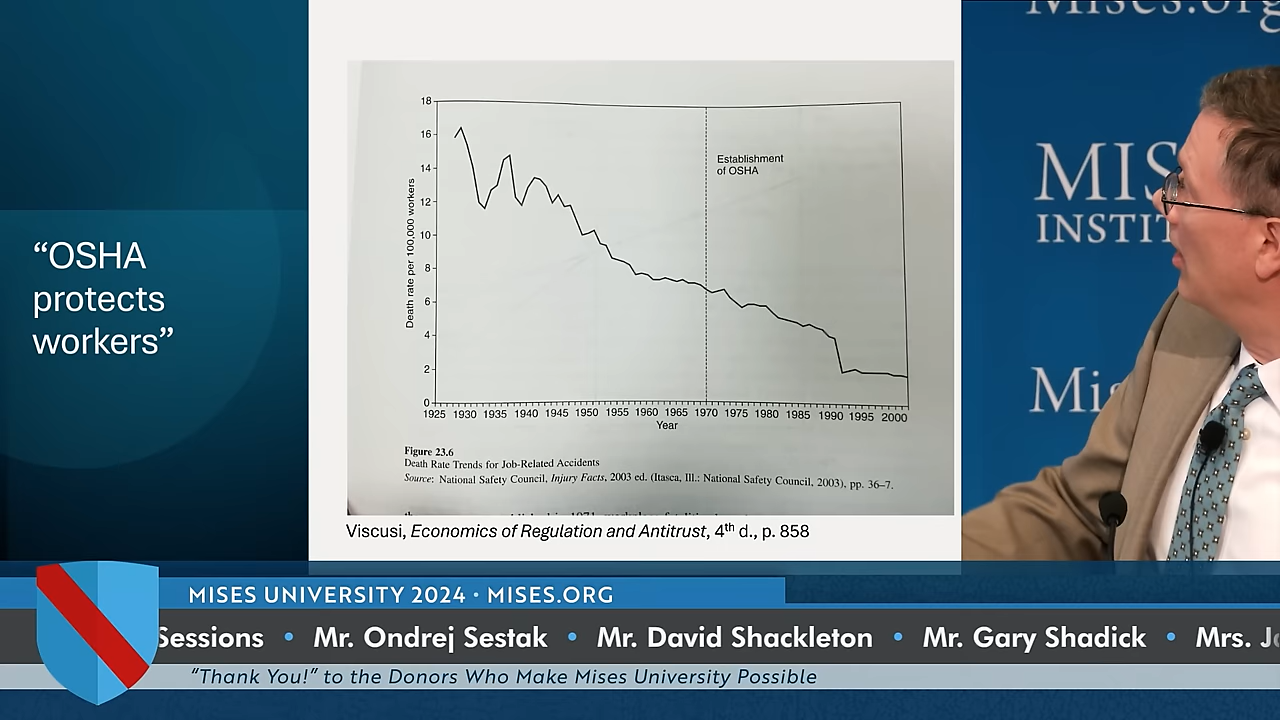 “OSHA
protects
workers”
18
16
14
12
10
8
6
4
2
0
Death rate per 100,000 workers
Establishment
of OSHA
1925 1930 1935 1940 1945 1950 1955 1960 1965 1970 1975 1980 1985 1990 1995 2000
Year
Figure 23.6
Death Rate Trends for Job-Related Accidents
Source: National Safety Council, Injury Facts, 2003 ed. (Itasca, Ill.: National Safety Council, 2003), pp. 36–7.
Viscusi, Economics of Regulation and Antitrust, 4th d., p. 858
Mises.org
MIS
INSTIT
Mis
MISES UNIVERSITY 2024 • MISES.ORG
Sessions • Mr. Ondrej Sestak • Mr. David Shackleton • Mr. Gary Shadick • Mrs.
“Thank You!” to the Donors Who Make Mises University Possible